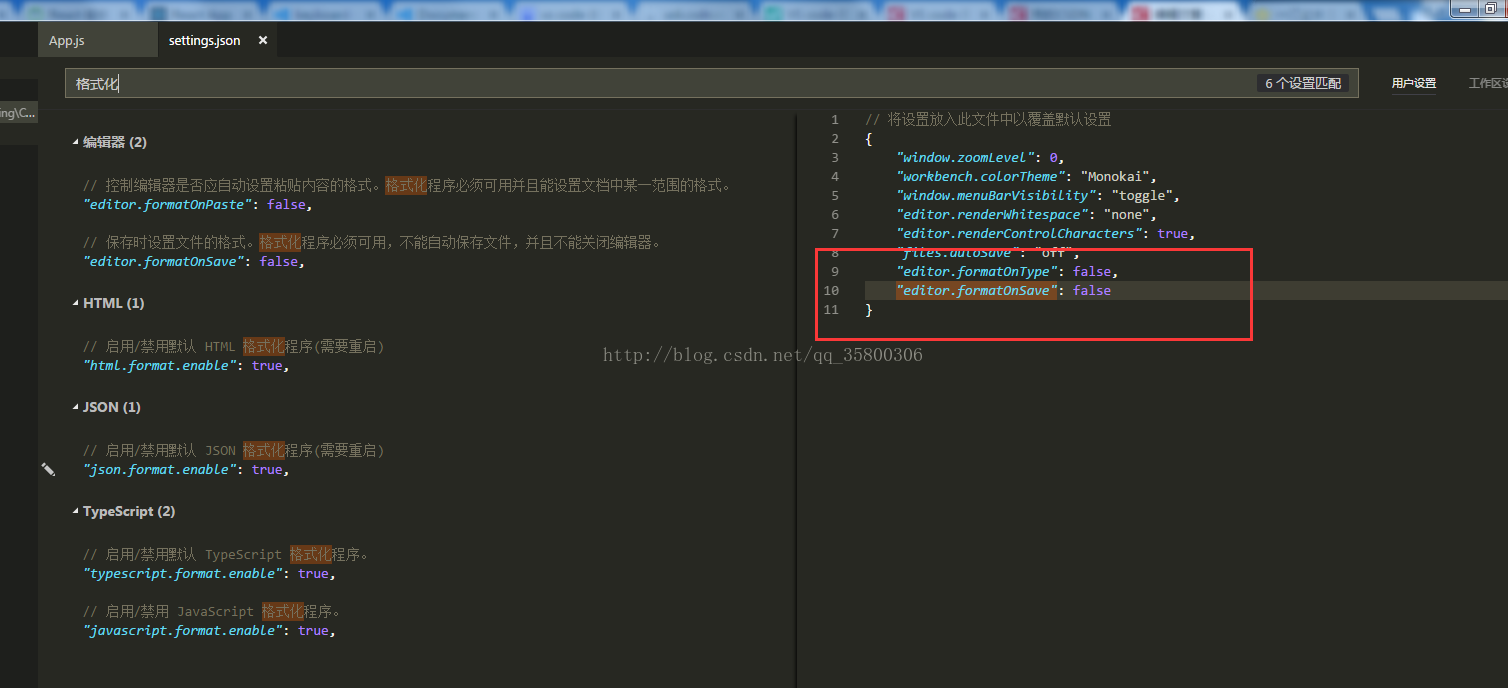 App.js
settings.json
格式化
6 个设置匹配
用户设置
工作区
ing\C...
编辑器 (2)
// 控制编辑器是否应自动设置粘贴内容的格式。格式化程序必须可用并且能设置文档中某一范围的格式。
"editor.formatOnPaste": false,
// 保存时设置文件的格式。格式化程序必须可用，不能自动保存文件，并且不能关闭编辑器。
"editor.formatOnSave": false,
HTML (1)
// 启用/禁用默认 HTML 格式化程序(需要重启)
"html.format.enable": true,
JSON (1)
// 启用/禁用默认 JSON 格式化程序(需要重启)
"json.format.enable": true,
TypeScript (2)
// 启用/禁用默认 TypeScript 格式化程序。
"typescript.format.enable": true,
// 启用/禁用 JavaScript 格式化程序。
"javascript.format.enable": true,
1 // 将设置放入此文件中以覆盖默认设置
2 {
3 "window.zoomLevel": 0,
4 "workbench.colorTheme": "Monokai",
5 "window.menuBarVisibility": "toggle",
6 "editor.renderWhitespace": "none",
7 "editor.renderControlCharacters": true,
8 "files.autoSave": "off",
9 "editor.formatOnType": false,
10 "editor.formatOnSave": false
11 }
http://blog.csdn.net/qq_35800306